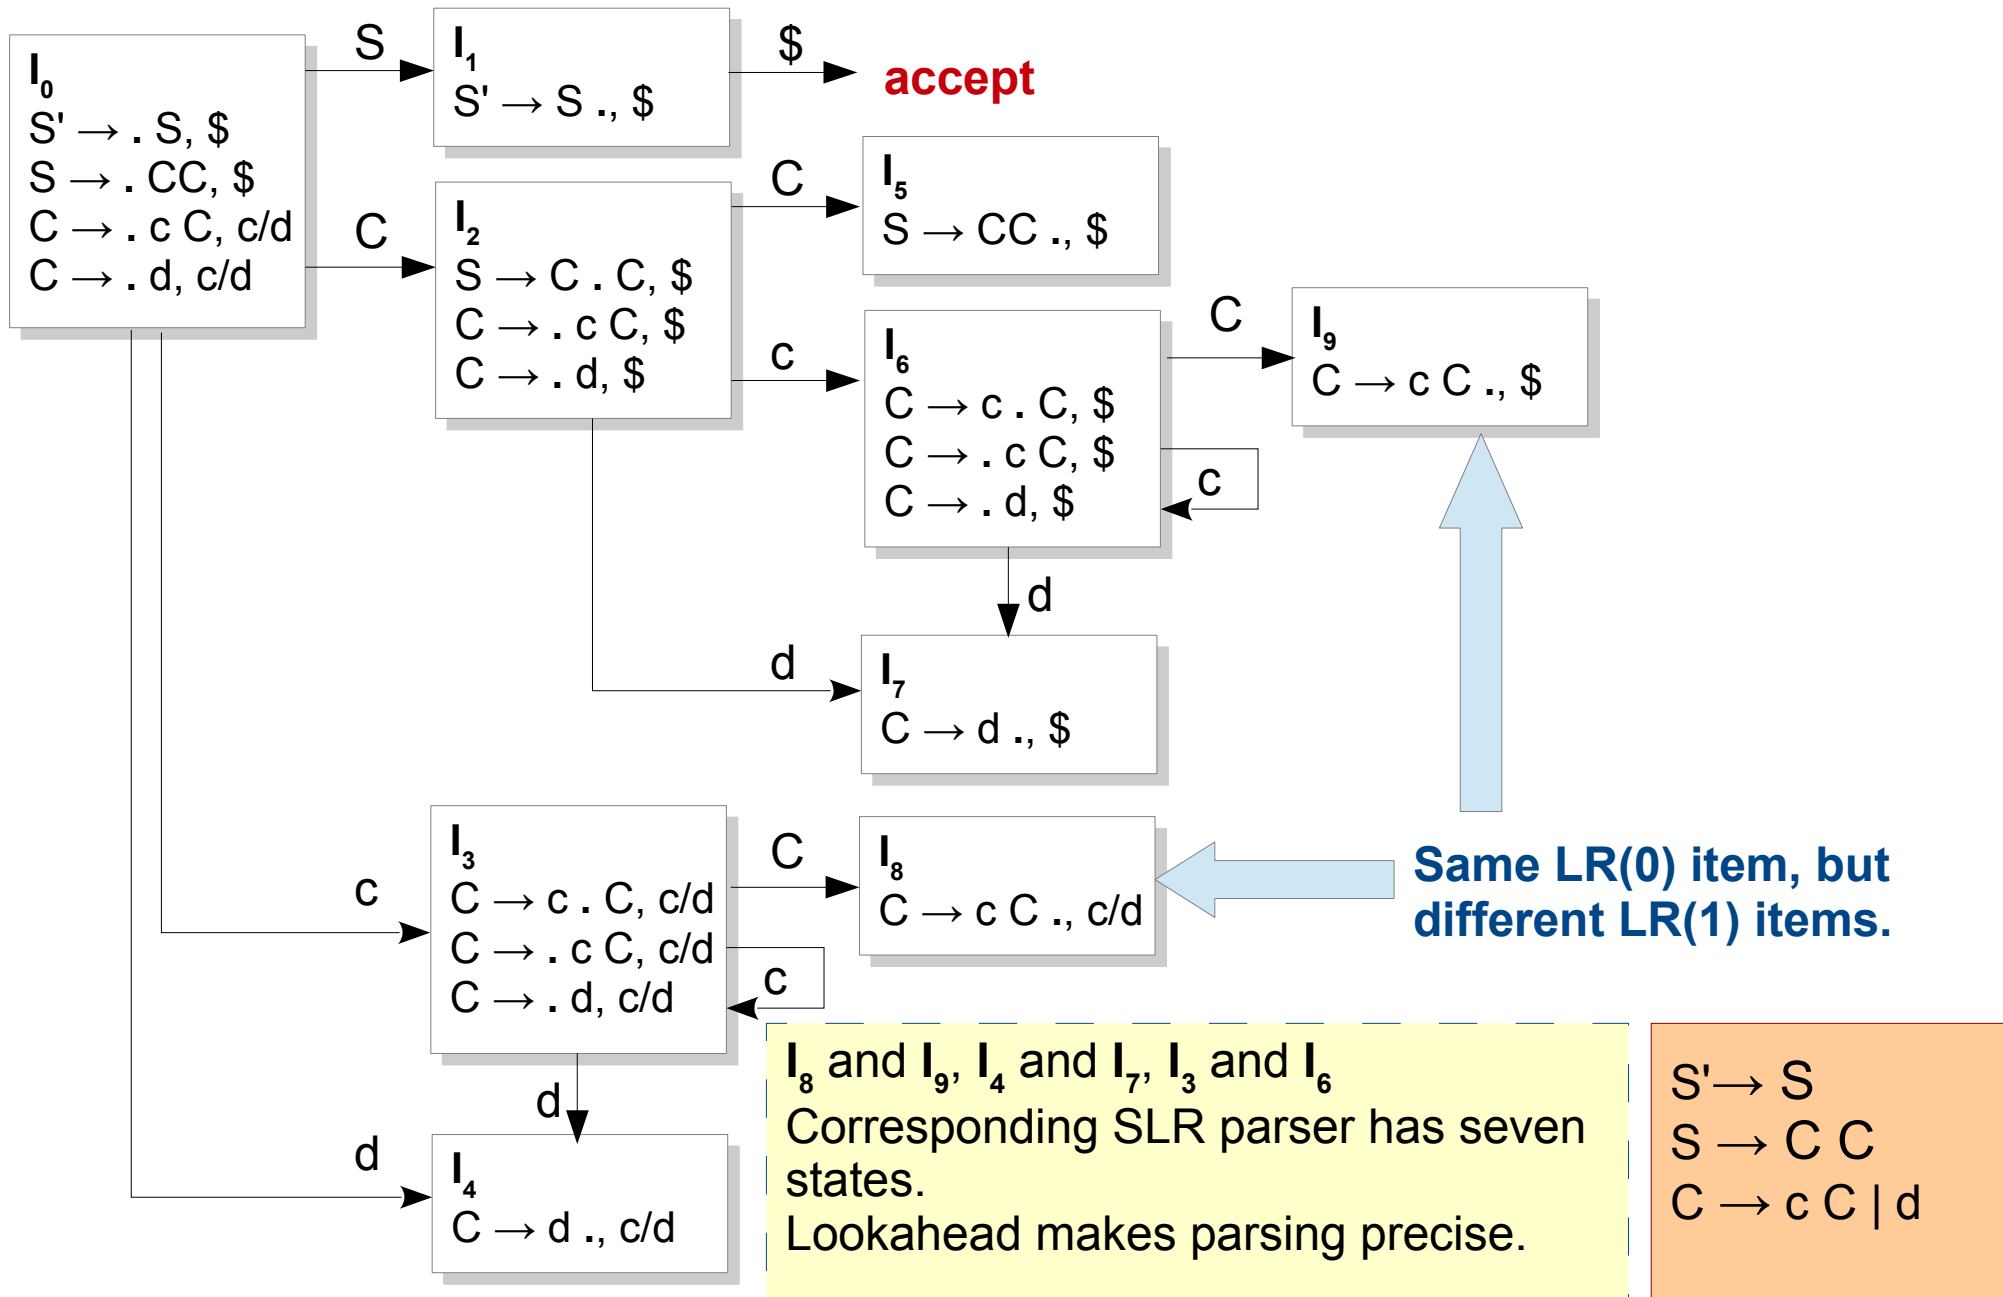 I0
S' → . S, $
S → . CC, $
C → . c C, c/d
C → . d, c/d
S
I1
S' → S ., $
$
accept
C
I2
S → C . C, $
C → . c C, $
C → . d, $
C
I5
S → CC ., $
c
I6
C → c . C, $
C → . c C, $
C → . d, $
C
I9
C → c C ., $
c
d
d
I7
C → d ., $
c
I3
C → c . C, c/d
C → . c C, c/d
C → . d, c/d
C
I8
C → c C ., c/d
Same LR(0) item, but
different LR(1) items.
c
d
d
I4
C → d ., c/d
I8 and I9, I4 and I7, I3 and I6
Corresponding SLR parser has seven
states.
Lookahead makes parsing precise.
S'→ S
S → C C
C → c C | d